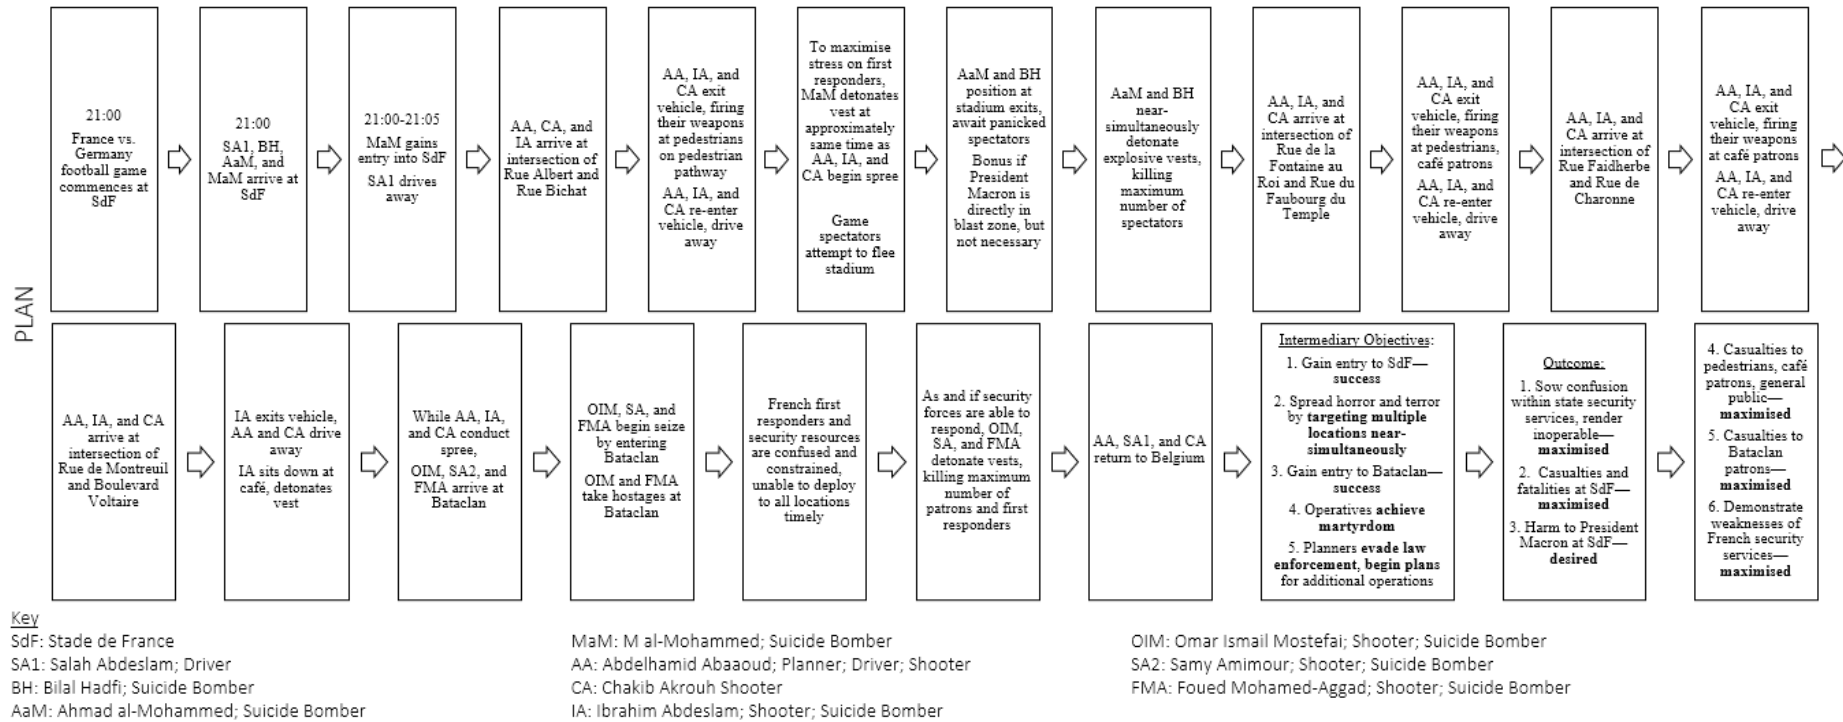 PLAN
21:00
France vs.
Germany
football game
commences at
SdF
21:00
SA1, BH,
AaM, and
MaM arrive at
SdF
21:00-21:05
MaM gains
entry into SdF
SA1 drives
away
AA, CA, and
IA arrive at
intersection of
Rue Albert and
Rue Bichat
AA, IA, and
CA exit
vehicle, firing
their weapons
at pedestrians
on pedestrian
pathway
AA, IA, and
CA re-enter
vehicle, drive
away
To maximise
stress on first
responders,
MaM detonates
vest at
approximately
same time as
AA, IA, and
CA begin spree
Game
spectators
attempt to flee
stadium
AaM and BH
position at
stadium exits,
await panicked
spectators
Bonus if
President
Macron is
directly in
blast zone, but
not necessary
AaM and BH
near-
simultaneously
detonate
explosive vests,
killing
maximum
number of
spectators
AA, IA, and
CA arrive at
intersection of
Rue de la
Fontaine au
Roi and Rue du
Faubourg du
Temple
AA, IA, and
CA exit
vehicle, firing
their weapons
at pedestrians,
café patrons
AA, IA, and
CA re-enter
vehicle, drive
away
AA, IA, and
CA arrive at
intersection of
Rue Faidherbe
and Rue de
Charonne
AA, IA, and
CA exit
vehicle, firing
their weapons
at café patrons
AA, IA, and
CA re-enter
vehicle, drive
away
AA, IA, and CA
arrive at
intersection of
Rue de Montreuil
and Boulevard
Voltaire
IA exits vehicle,
AA and CA drive
away
IA sits down at
café, detonates
vest
While AA, IA,
and CA conduct
spree,
OIM, SA2, and
FMA arrive at
Bataclan
OIM, SA, and
FMA begin seize
by entering
Bataclan
OIM and FMA
take hostages at
Bataclan
French first
responders and
security resources
are confused and
constrained,
unable to deploy
to all locations
timely
As and if security
forces are able to
respond, OIM,
SA, and FMA
detonate vests,
killing maximum
number of
patrons and first
responders
AA, SA1, and CA
return to Belgium
Intermediary Objectives:
1. Gain entry to SdF—
success
2. Spread horror and terror
by targeting multiple
locations near-
simultaneously
3. Gain entry to Bataclan—
success
4. Operatives achieve
martyrdom
5. Planners evade law
enforcement, begin plans
for additional operations
Outcome:
1. Sow confusion
within state security
services, render
inoperable—
maximised
2. Casualties and
fatalities at SdF—
maximised
3. Harm to President
Macron at SdF—
desired
4. Casualties to
pedestrians, café
patrons, general
public—
maximised
5. Casualties to
Bataclan
patrons—
maximised
6. Demonstrate
weaknesses of
French security
services—
maximised
Key
SdF: Stade de France
SA1: Salah Abdeslam; Driver
BH: Bilal Hadfi; Suicide Bomber
AaM: Ahmad al-Mohammed; Suicide Bomber
MaM: M al-Mohammed; Suicide Bomber
AA: Abdelhamid Abaaoud; Planner; Driver; Shooter
CA: Chakib Akrouh Shooter
IA: Ibrahim Abdeslam; Shooter; Suicide Bomber
OIM: Omar Ismail Mostefai; Shooter; Suicide Bomber
SA2: Samy Amimour; Shooter; Suicide Bomber
FMA: Foued Mohamed-Aggad; Shooter; Suicide Bomber